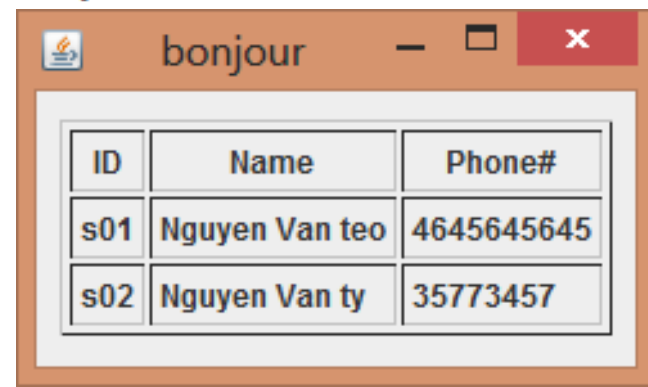 bonjour
ID Name Phone#
s01 Nguyen Van teo 4645645645
s02 Nguyen Van ty 35773457